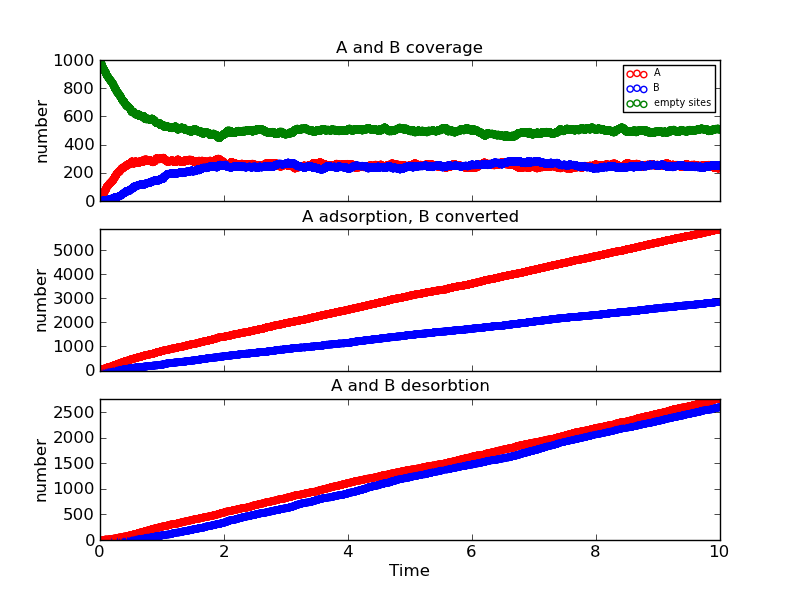 A and B coverage
1000
800
600
400
200
0
number
A
B
empty sites
A adsorption, B converted
5000
4000
3000
2000
1000
0
number
A and B desorbtion
2500
2000
1500
1000
500
0
number
0 2 4 6 8 10
Time